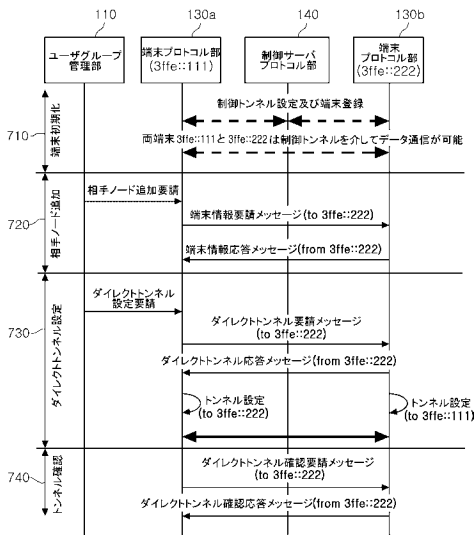 110
130a
140
130b
ユーザグループ
管理部
端末プロトコル部
(3ffe::111)
制御サーバ
プロトコル部
端末
プロトコル部
(3ffe::222)
710
端末初期化
制御トンネル設定及び端末登録
両端末3ffe::111と3ffe::222は制御トンネルを介してデータ通信が可能
720
相手ノード追加
相手ノード追加要請
端末情報要請メッセージ(to 3ffe::222)
端末情報応答メッセージ(from 3ffe::222)
730
ダイレクトトンネル設定
ダイレクトトンネル
設定要請
ダイレクトトンネル要請メッセージ
(to 3ffe::222)
ダイレクトトンネル応答メッセージ(from 3ffe::222)
トンネル設定
(to 3ffe::222)
トンネル設定
(to 3ffe::111)
740
トンネル確認
ダイレクトトンネル確認要請メッセージ
(to 3ffe::222)
ダイレクトトンネル確認応答メッセージ(from 3ffe::222)